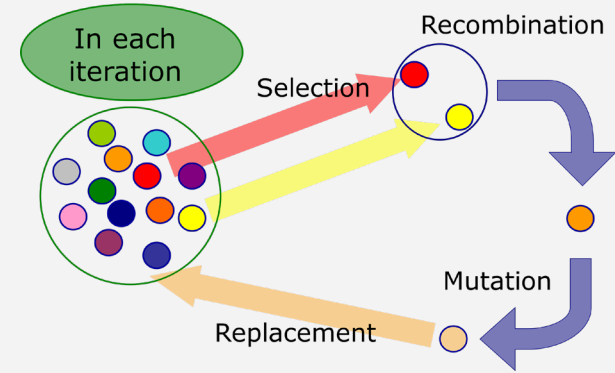 In each
iteration
Selection
Recombination
Mutation
Replacement